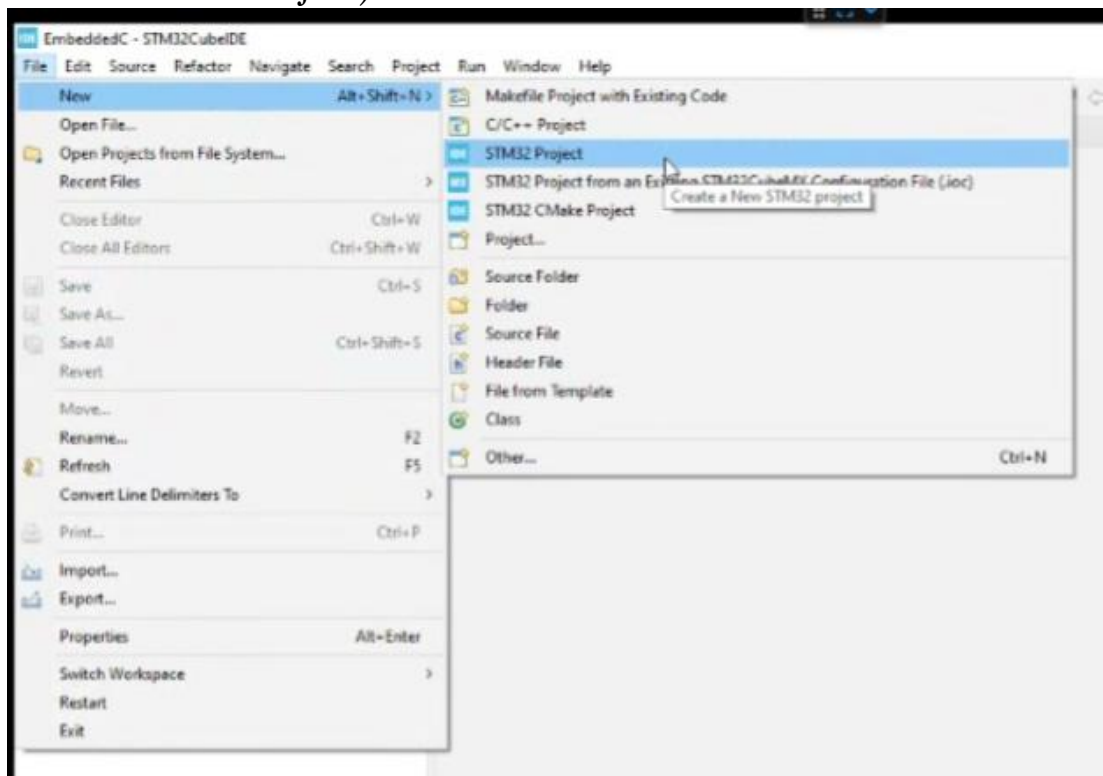 EmbeddedC - STM32CubeIDE
File Edit Source Refactor Navigate Search Project Run Window Help
New Alt+Shift+N >
Open File...
Open Projects from File System...
Recent Files >
Close Editor Ctrl+W
Close All Editors Ctrl+Shift+W
Save Ctrl+S
Save As...
Save All Ctrl+Shift+S
Revert
Move...
Rename... F2
Refresh F5
Convert Line Delimiters To >
Print... Ctrl+P
Import...
Export...
Properties Alt+Enter
Switch Workspace >
Restart
Exit
Makefile Project with Existing Code
C/C++ Project
STM32 Project
STM32 Project from an Existing STM32CubeMX Configuration File (.ioc)
Create a New STM32 project
STM32 CMake Project
Project...
Source Folder
Folder
Source File
Header File
File from Template
Class
Other... Ctrl+N